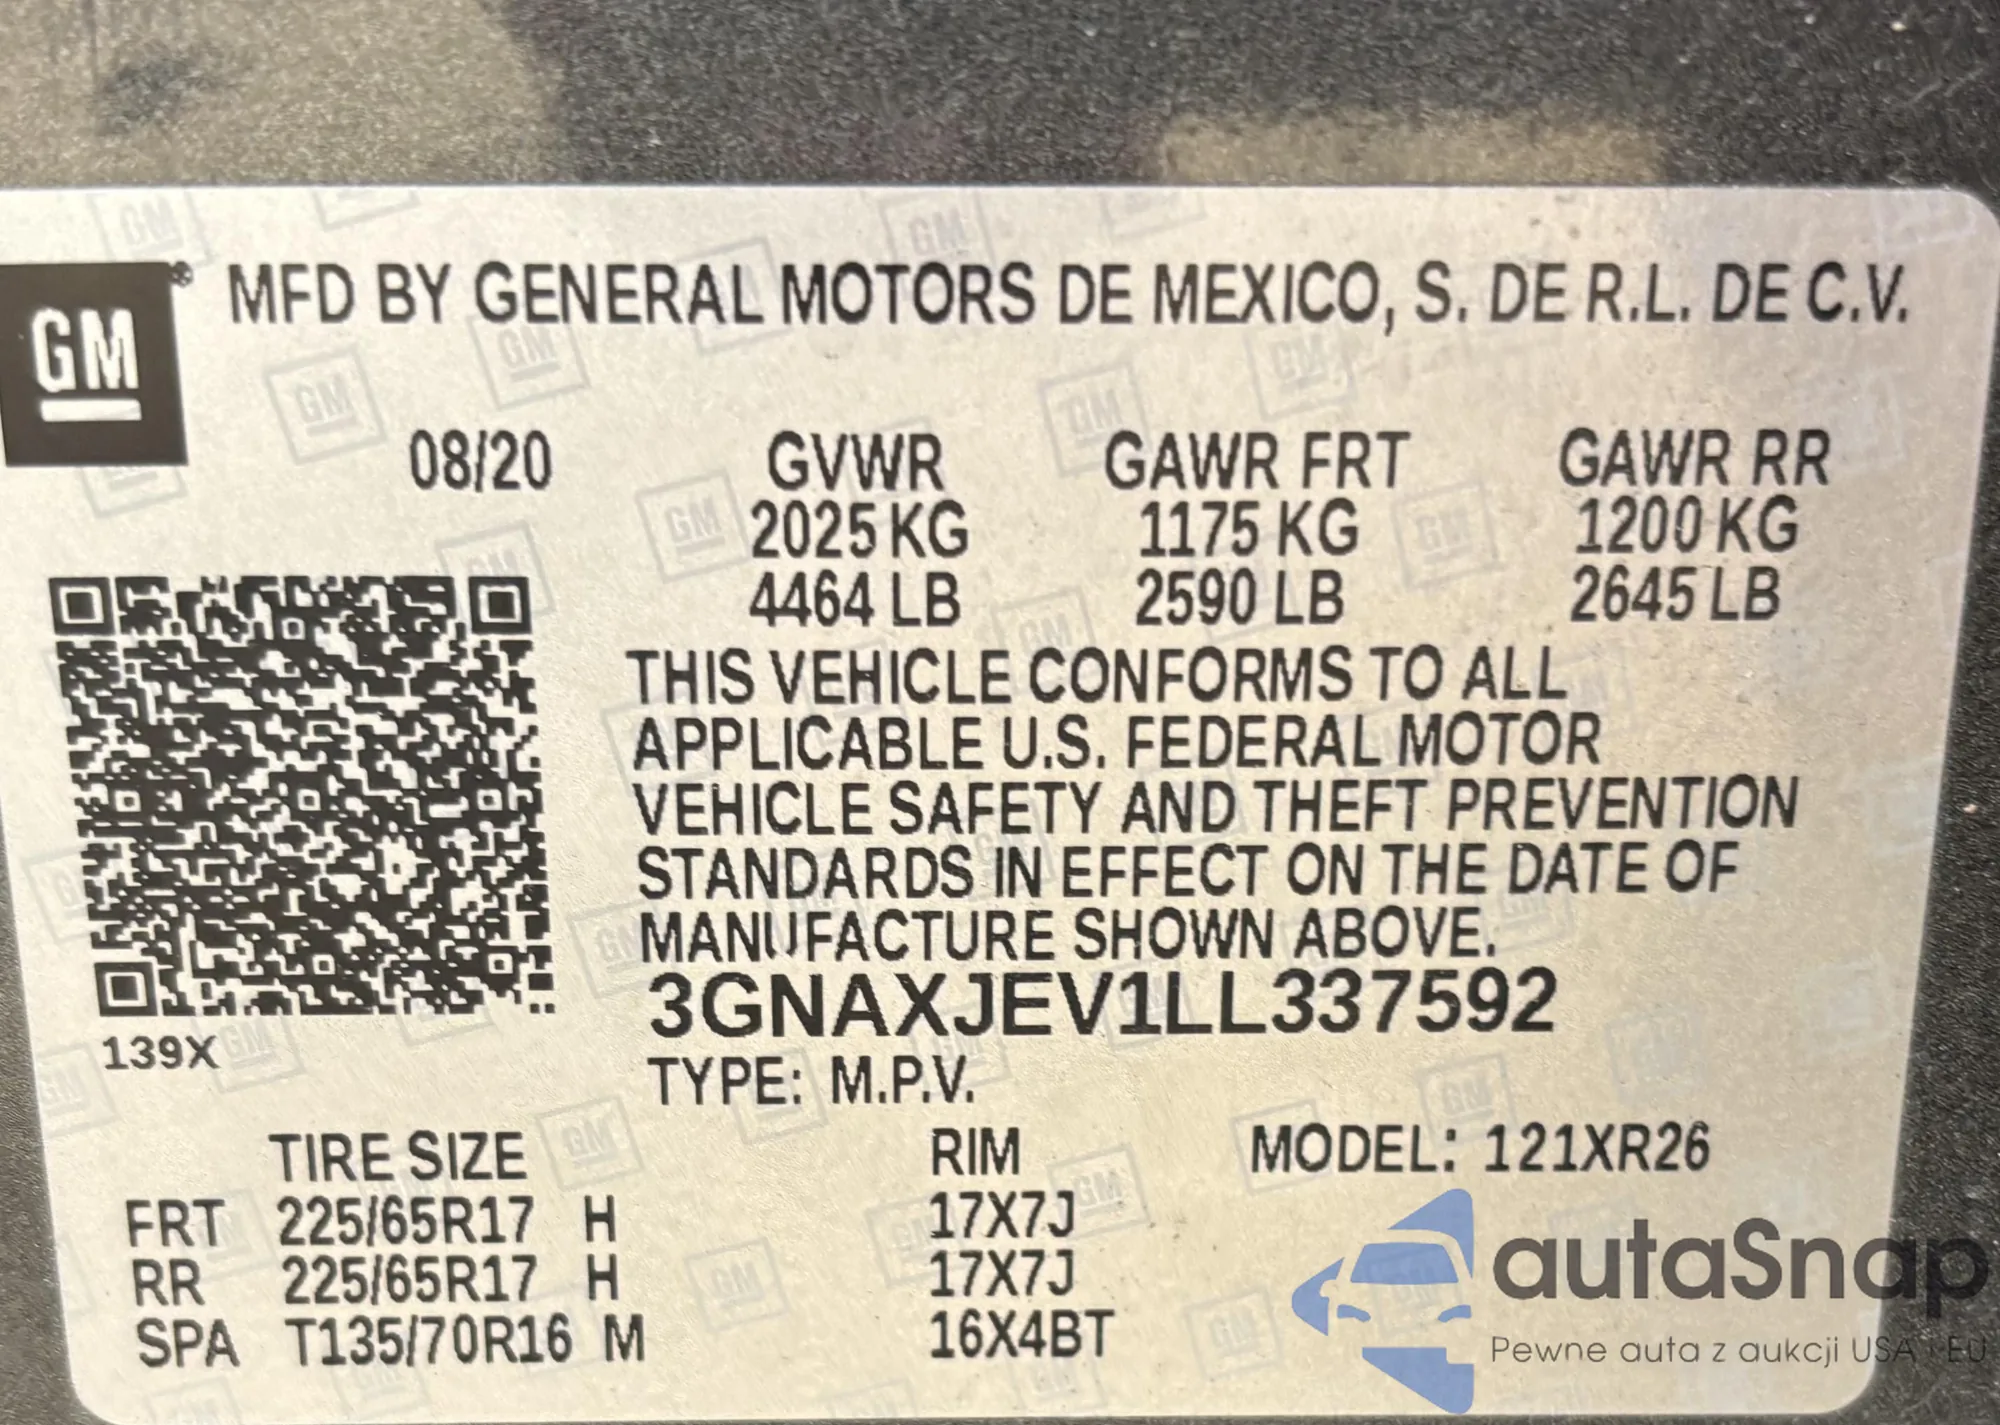 GM
MFD BY GENERAL MOTORS DE MEXICO, S. DE R.L. DE C.V.
08/20 GVWR GAWR FRT GAWR RR
2025 KG 1175 KG 1200 KG
4464 LB 2590 LB 2645 LB
THIS VEHICLE CONFORMS TO ALL
APPLICABLE U.S. FEDERAL MOTOR
VEHICLE SAFETY AND THEFT PREVENTION
STANDARDS IN EFFECT ON THE DATE OF
MANUFACTURE SHOWN ABOVE.
3GNAXJEV1LL337592
139X
TYPE: M.P.V.
TIRE SIZE RIM MODEL: 121XR26
FRT 225/65R17 H 17X7J
RR 225/65R17 H 17X7J
SPA T135/70R16 M 16X4BT
autaSnap
Pewne auta z aukcji USA i EU